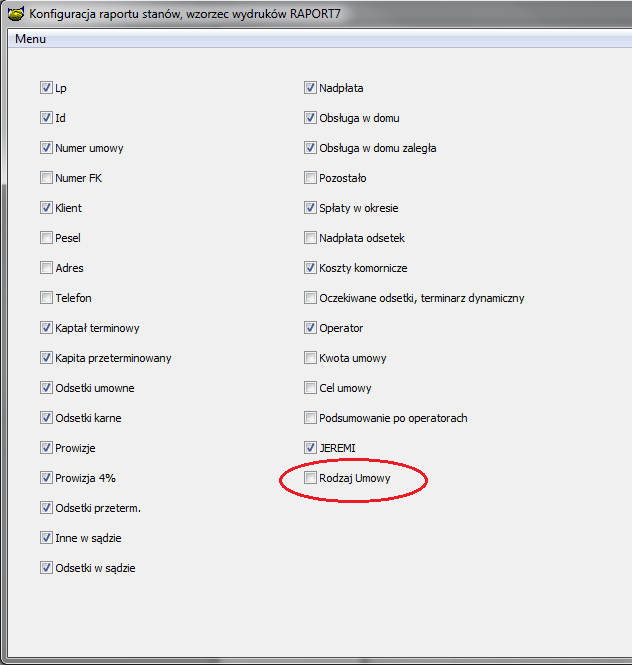 Konfiguracja raportu stanów, wzorzec wydruków RAPORT7
Menu
Lp
Id
Numer umowy
Numer FK
Klient
Pesel
Adres
Telefon
Kaptał terminowy
Kapita przeterminowany
Odsetki umowne
Odsetki karne
Prowizje
Prowizja 4%
Odsetki przeterm.
Inne w sądzie
Odsetki w sądzie
Nadpłata
Obsługa w domu
Obsługa w domu zaległa
Pozostało
Spłaty w okresie
Nadpłata odsetek
Koszty komornicze
Oczekiwane odsetki, terminarz dynamiczny
Operator
Kwota umowy
Cel umowy
Podsumowanie po operatorach
JEREMI
Rodzaj Umowy